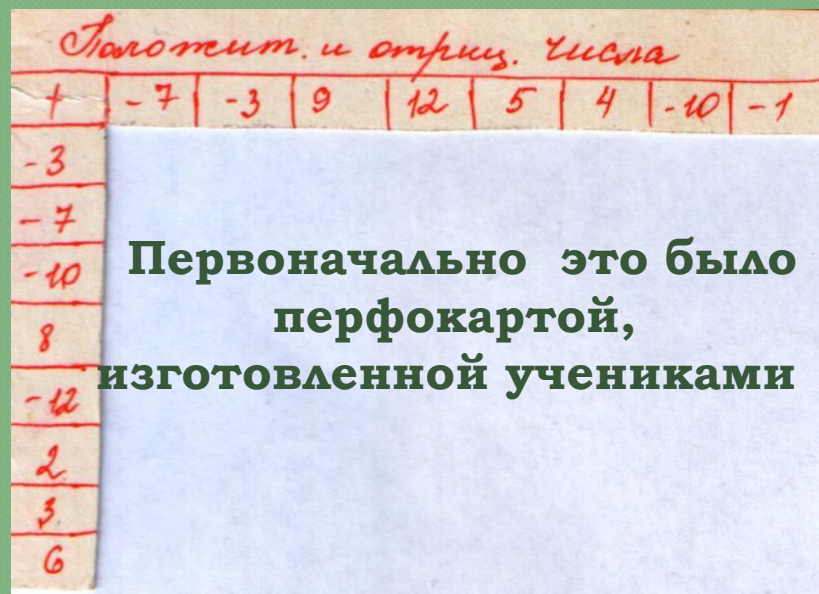 Положит. и отриц. числа
+ | -7 | -3 | 9 | 12 | 5 | 4 | -10 | -1
-3
-7
-10
8
-12
2
3
6
Первоначально это было
перфокартой,
изготовленной учениками